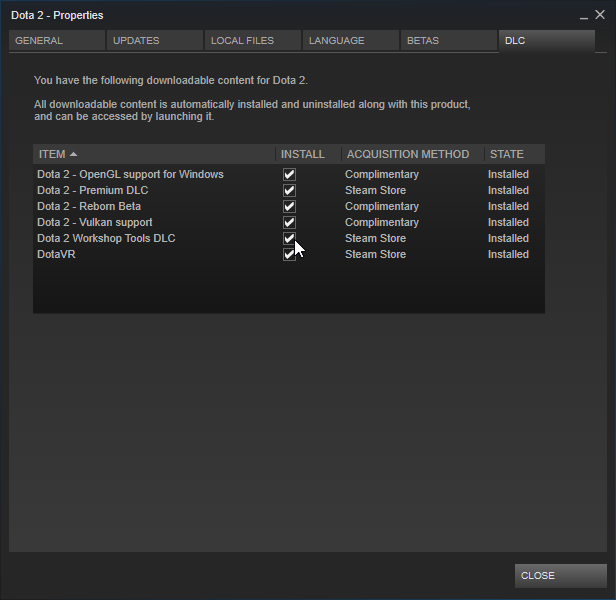 Dota 2 - Properties
GENERAL UPDATES LOCAL FILES LANGUAGE BETAS DLC
You have the following downloadable content for Dota 2.
All downloadable content is automatically installed and uninstalled along with this product,
and can be accessed by launching it.
ITEM INSTALL ACQUISITION METHOD STATE
Dota 2 - OpenGL support for Windows Complimentary Installed
Dota 2 - Premium DLC Steam Store Installed
Dota 2 - Reborn Beta Complimentary Installed
Dota 2 - Vulkan support Complimentary Installed
Dota 2 Workshop Tools DLC Steam Store Installed
DotaVR Steam Store Installed
CLOSE